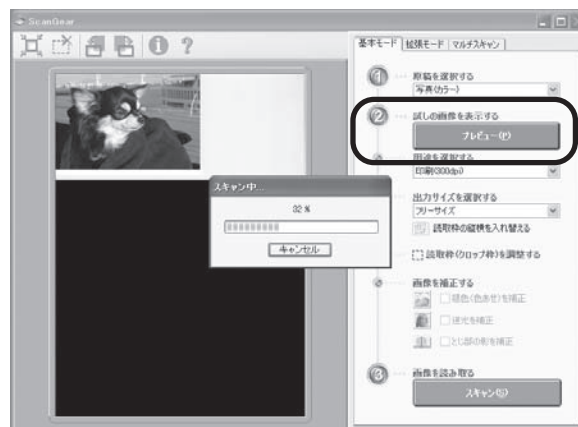 ScanGear
基本モード 拡張モード マルチスキャン
① 原稿を選択する
写真(カラー)
② 試しの画像を表示する
プレビュー(P)
用途を選択する
印刷(300dpi)
出力サイズを選択する
フリーサイズ
読取枠の縦横を入れ替える
読取枠(クロップ枠)を調整する
画像を補正する
褪色(色あせ)を補正
逆光を補正
とじ部の影を補正
③ 画像を読み取る
スキャン(S)
スキャン中...
32 %
キャンセル